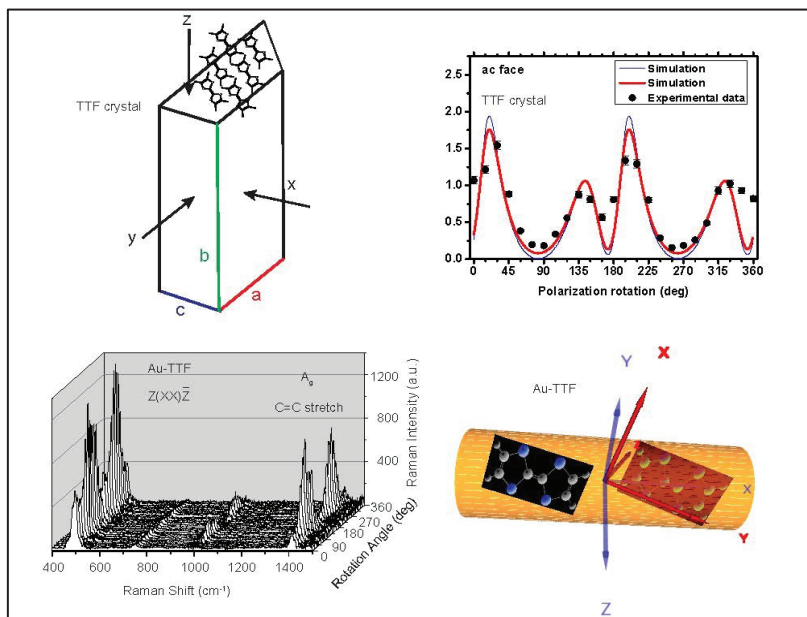 z
TTF crystal
x
y
b
a
c
ac face
TTF crystal
Simulation
Simulation
Experimental data
2.5
2.0
1.5
1.0
0.5
0.0
0 45 90 135 180 225 270 315 360
Polarization rotation (deg)
Au-TTF
Z(XX)Z̄
Ag
C=C stretch
1200
800
400
0
Raman Intensity (a.u.)
360
270
180
90
0
Rotation Angle (deg)
400 600 800 1000 1200 1400
Raman Shift (cm-1)
Au-TTF
Y
X
X
Y
Z